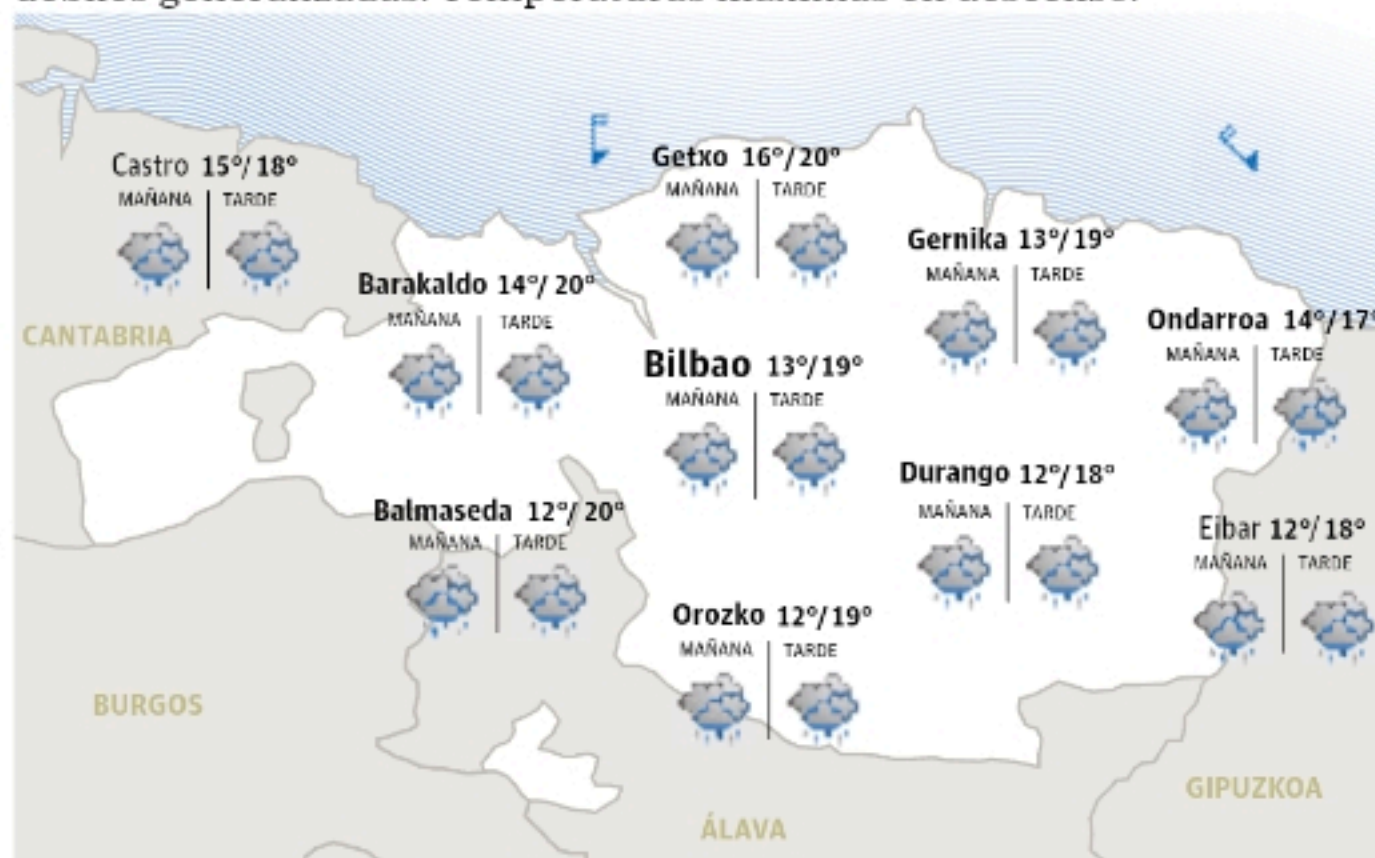 Castro 15°/18°
MAÑANA TARDE
Getxo 16°/20°
MAÑANA TARDE
Gernika 13°/19°
MAÑANA TARDE
Barakaldo 14°/20°
MAÑANA TARDE
CANTABRIA
Ondarroa 14°/17°
MAÑANA TARDE
Bilbao 13°/19°
MAÑANA TARDE
Durango 12°/18°
MAÑANA TARDE
Balmaseda 12°/20°
MAÑANA TARDE
Eibar 12°/18°
MAÑANA TARDE
Orozko 12°/19°
MAÑANA TARDE
BURGOS
GIPUZKOA
ÁLAVA